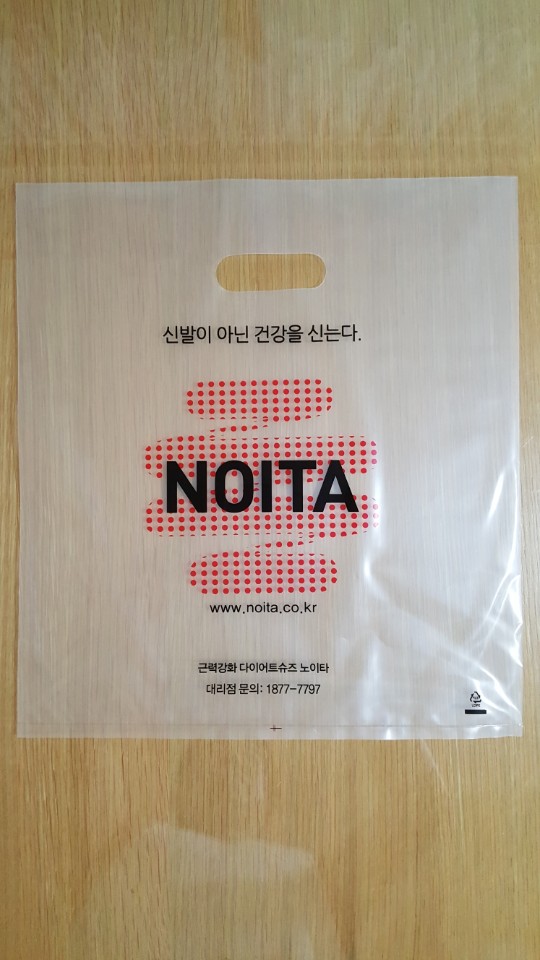 신발이 아닌 건강을 신는다.
NOITA
www.noita.co.kr
근력강화 다이어트슈즈 노이타
대리점 문의: 1877-7797